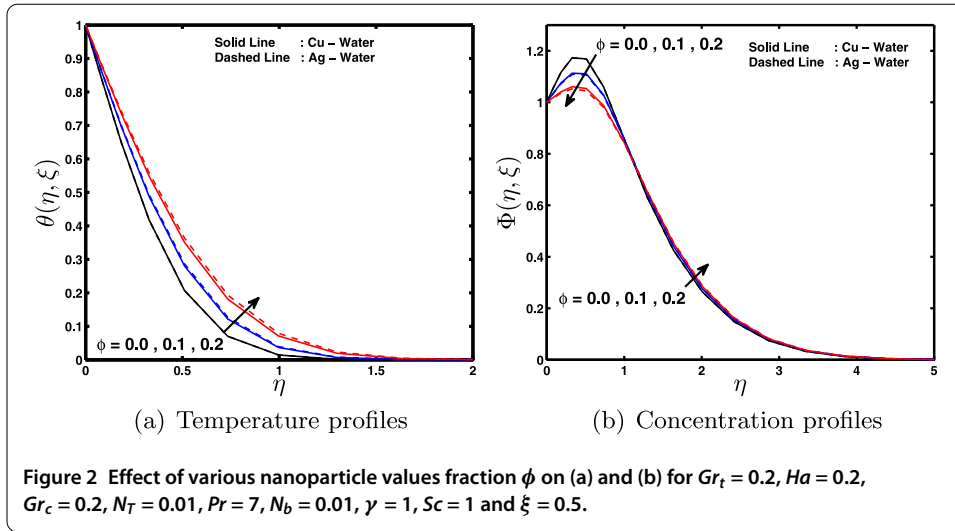 1
0.9
0.8
0.7
0.6
0.5
0.4
0.3
0.2
0.1
0
0 0.5 1 1.5 2
θ(η, ξ)
η
Solid Line : Cu – Water
Dashed Line : Ag – Water
ϕ = 0.0 , 0.1 , 0.2
(a) Temperature profiles
1.2
1
0.8
0.6
0.4
0.2
0
0 1 2 3 4 5
Φ(η, ξ)
η
ϕ = 0.0 , 0.1 , 0.2
Solid Line : Cu – Water
Dashed Line : Ag – Water
ϕ = 0.0 , 0.1 , 0.2
(b) Concentration profiles
Figure 2 Effect of various nanoparticle values fraction ϕ on (a) and (b) for Grₜ = 0.2, Ha = 0.2,
Gr_c = 0.2, N_T = 0.01, Pr = 7, N_b = 0.01, γ = 1, Sc = 1 and ξ = 0.5.